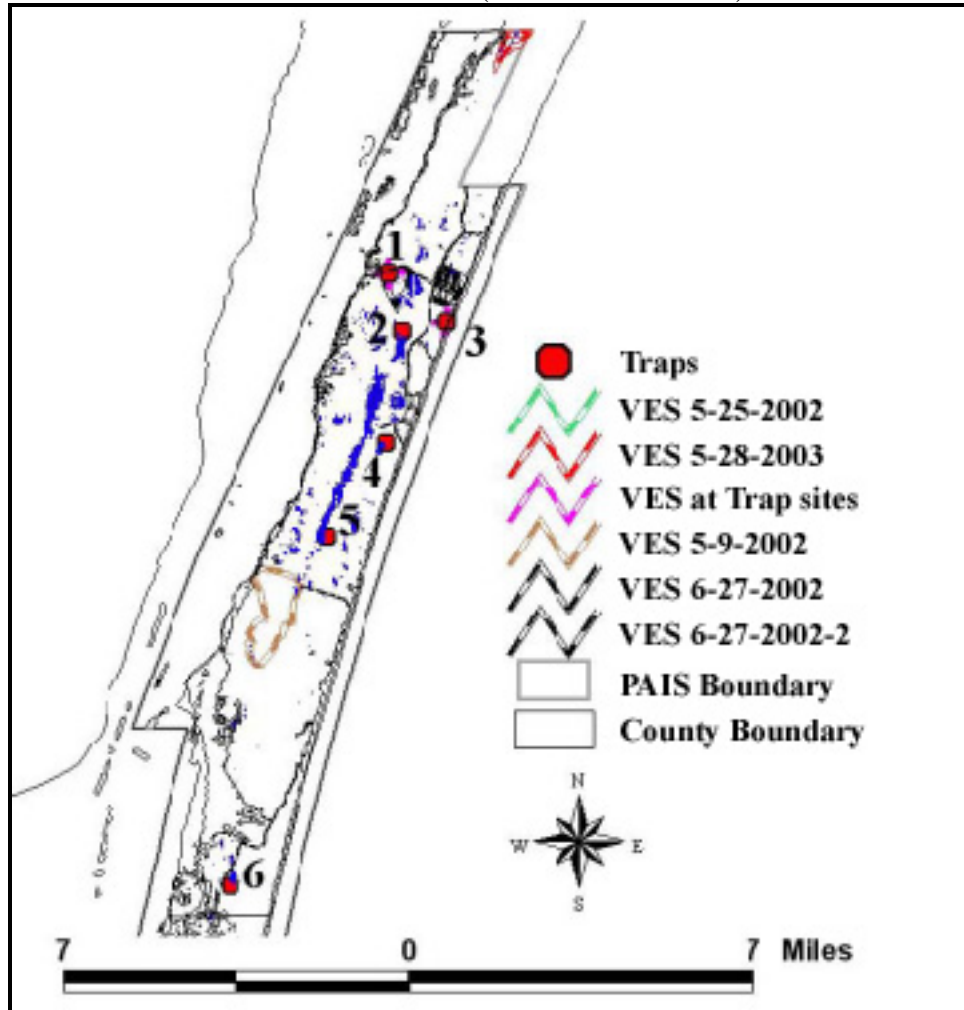 1
2
3
4
5
6
Traps
VES 5-25-2002
VES 5-28-2003
VES at Trap sites
VES 5-9-2002
VES 6-27-2002
VES 6-27-2002-2
PAIS Boundary
County Boundary
N
W E
S
7 0 7 Miles